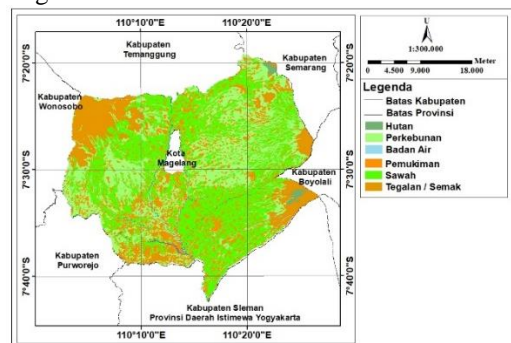 110°10'0"E
110°20'0"E
Kabupaten
Temanggung
Kabupaten
Semarang
Kabupaten
Wonosobo
Kota
Magelang
Kabupaten
Boyolali
Kabupaten
Purworejo
Kabupaten Sleman
Provinsi Daerah Istimewa Yogyakarta
7°20'0"S
7°30'0"S
7°40'0"S
7°20'0"S
7°30'0"S
7°40'0"S
110°10'0"E
110°20'0"E
U
1:300.000
Meter
0 4.500 9.000 18.000
Legenda
Batas Kabupaten
Batas Provinsi
Hutan
Perkebunan
Badan Air
Pemukiman
Sawah
Tegalan / Semak